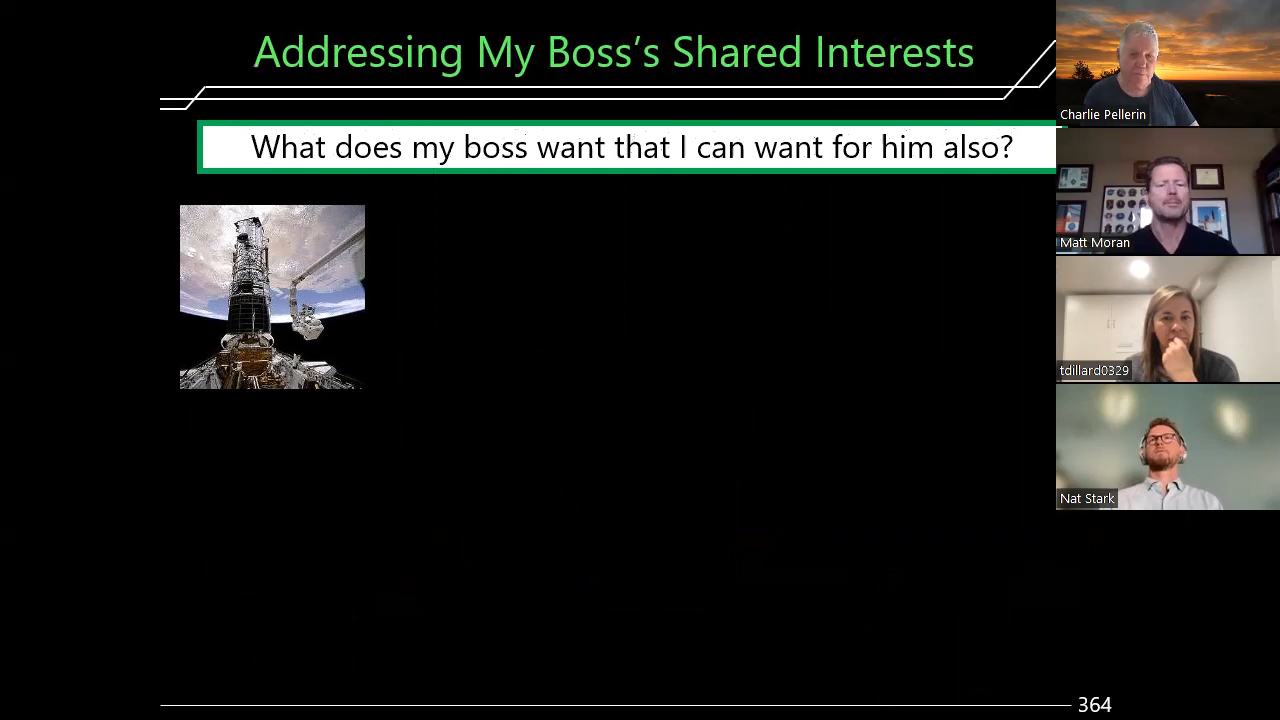 Addressing My Boss’s Shared Interests
What does my boss want that I can want for him also?
Charlie Pellerin
Matt Moran
tdillard0329
Nat Stark
364